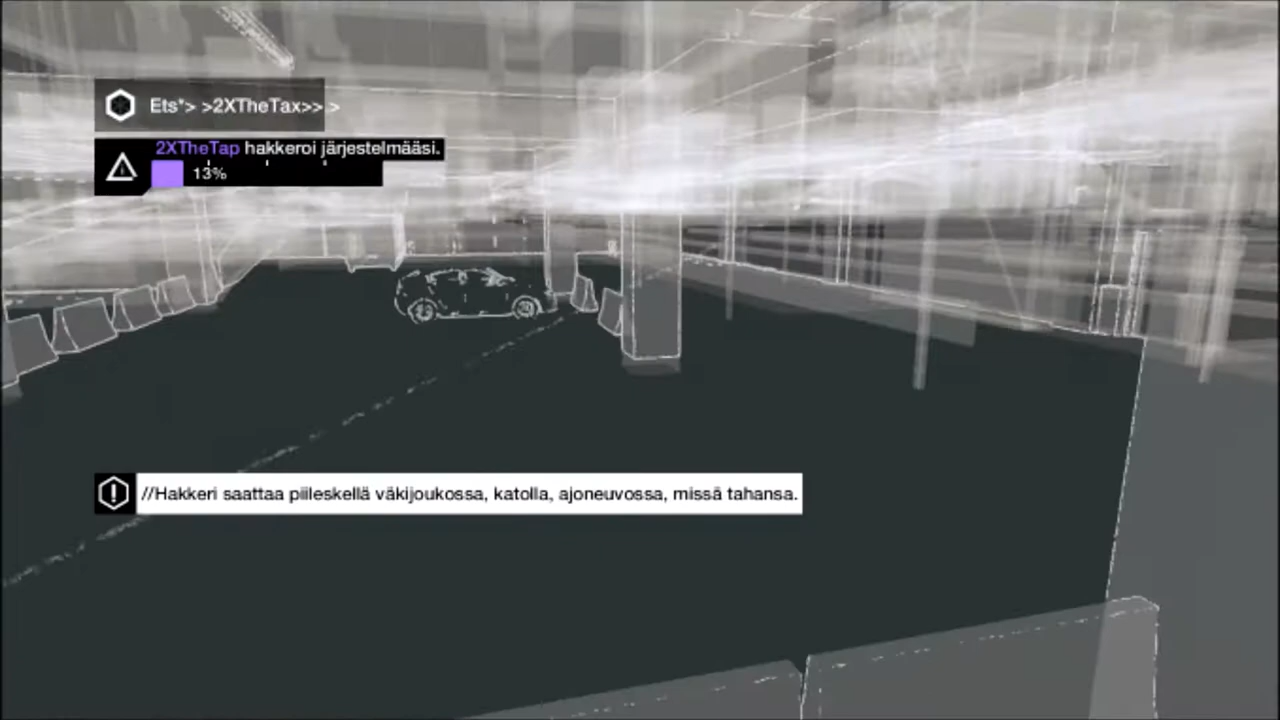 Ets*> >2XTheTax>> >
2XTheTap hakkeroi järjestelmääsi.
13%
//Hakkeri saattaa piileskellä väkijoukossa, katolla, ajoneuvossa, missä tahansa.